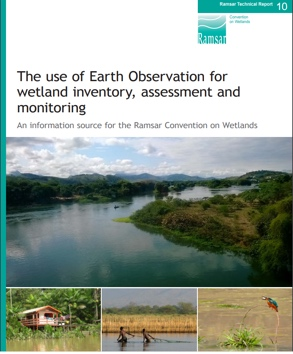 Ramsar Technical Report 10
Convention
on Wetlands
Ramsar
The use of Earth Observation for
wetland inventory, assessment and
monitoring
An information source for the Ramsar Convention on Wetlands